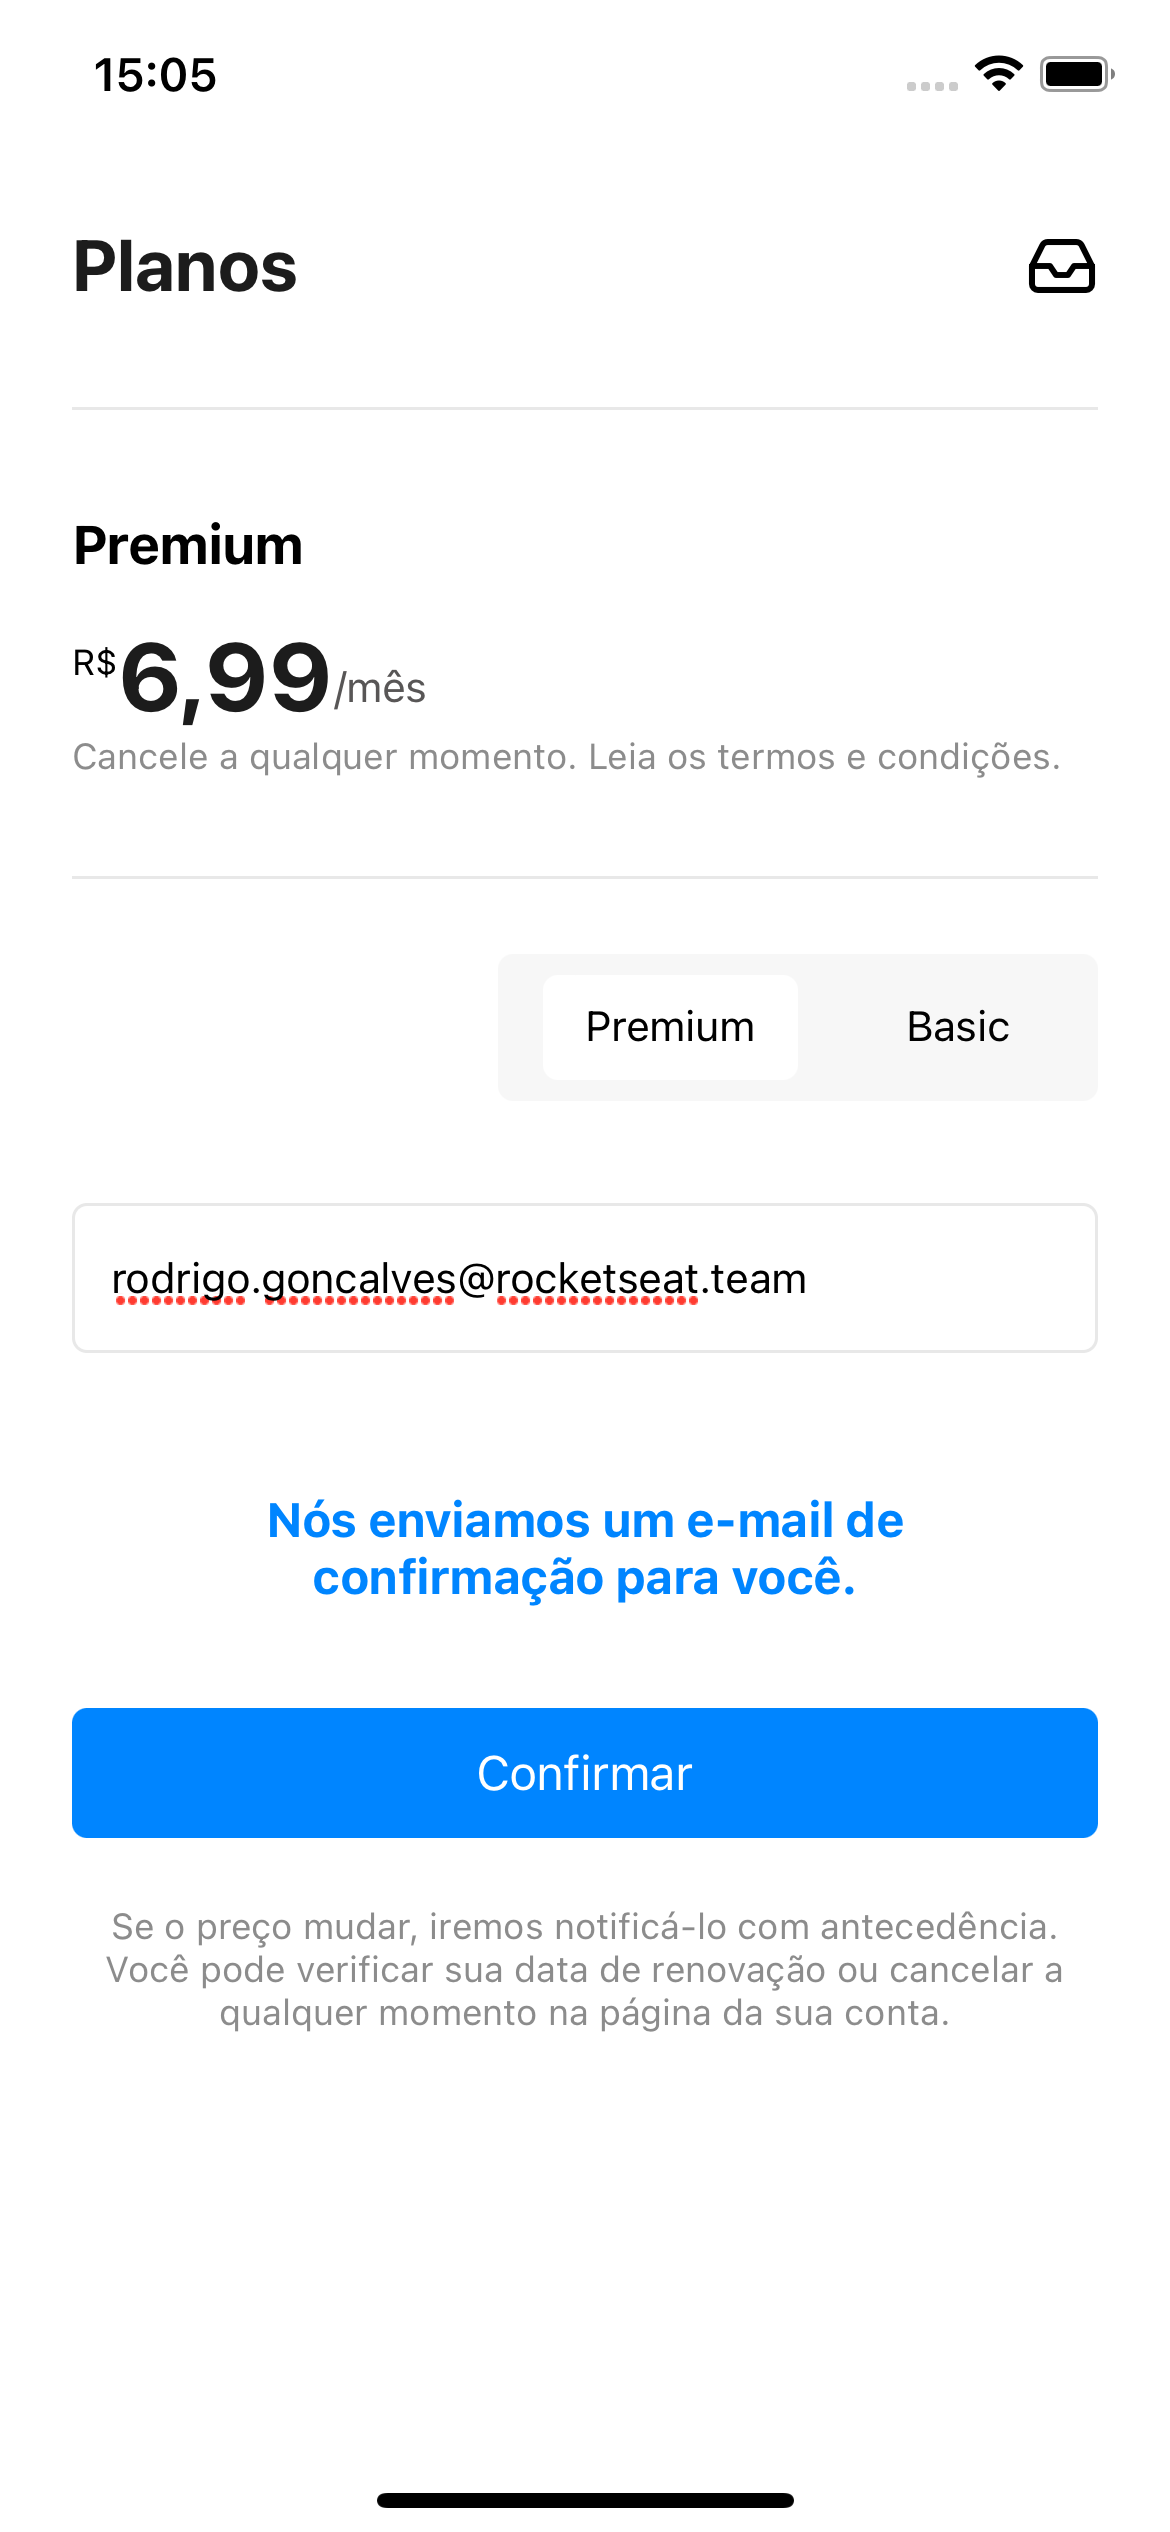 15:05
Planos
Premium
R$6,99/mês
Cancele a qualquer momento. Leia os termos e condições.
Premium Basic
rodrigo.goncalves@rocketseat.team
Nós enviamos um e-mail de
confirmação para você.
Confirmar
Se o preço mudar, iremos notificá-lo com antecedência.
Você pode verificar sua data de renovação ou cancelar a
qualquer momento na página da sua conta.